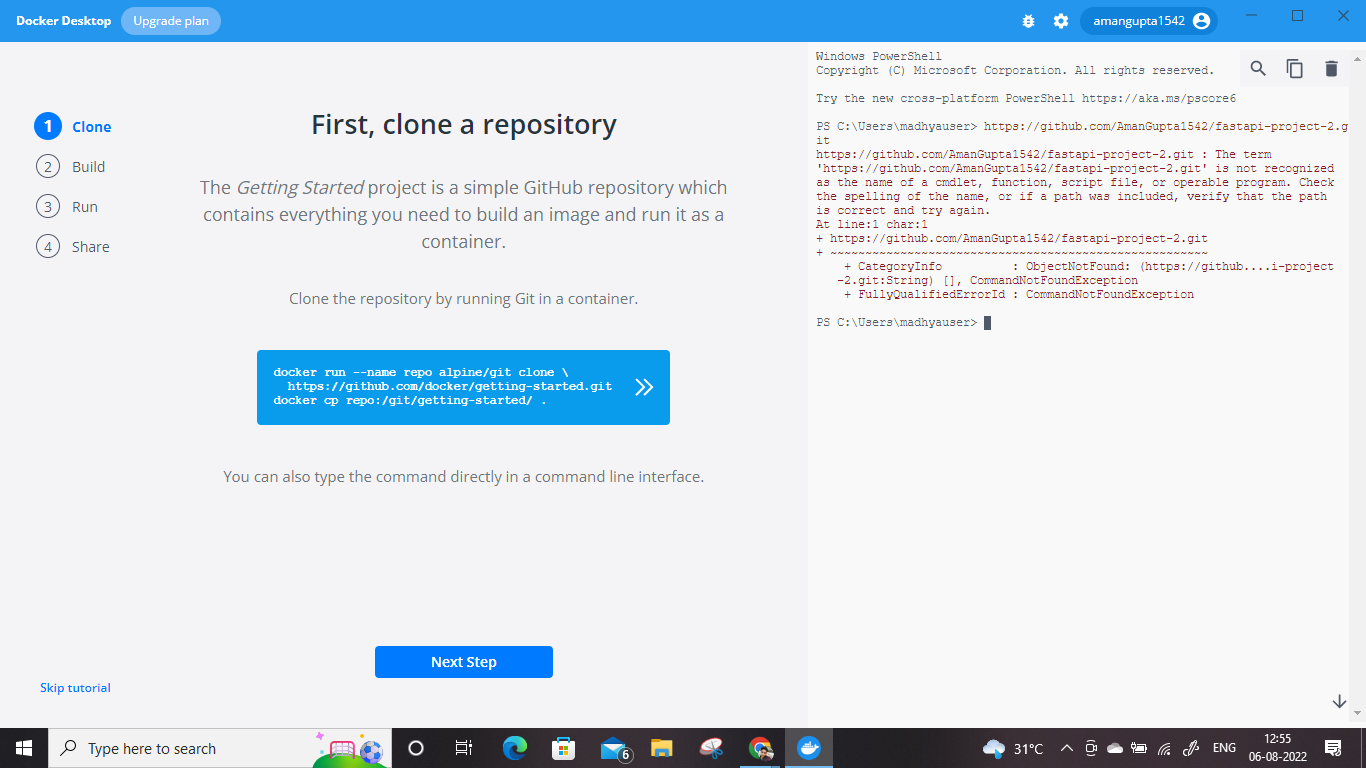 Docker Desktop Upgrade plan amangupta1542
1 Clone
2 Build
3 Run
4 Share
First, clone a repository
The Getting Started project is a simple GitHub repository which
contains everything you need to build an image and run it as a
container.
Clone the repository by running Git in a container.
docker run --name repo alpine/git clone \
https://github.com/docker/getting-started.git
docker cp repo:/git/getting-started/ .
You can also type the command directly in a command line interface.
Next Step
Skip tutorial
Windows PowerShell
Copyright (C) Microsoft Corporation. All rights reserved.
Try the new cross-platform PowerShell https://aka.ms/pscore6
PS C:\Users\madhyauser> https://github.com/AmanGupta1542/fastapi-project-2.g
it
https://github.com/AmanGupta1542/fastapi-project-2.git : The term
'https://github.com/AmanGupta1542/fastapi-project-2.git' is not recognized
as the name of a cmdlet, function, script file, or operable program. Check
the spelling of the name, or if a path was included, verify that the path
is correct and try again.
At line:1 char:1
+ https://github.com/AmanGupta1542/fastapi-project-2.git
+ ~~~~~~~~~~~~~~~~~~~~~~~~~~~~~~~~~~~~~~~~~~~~~~~~~~~~~~
+ CategoryInfo : ObjectNotFound: (https://github....i-project
-2.git:String) [], CommandNotFoundException
+ FullyQualifiedErrorId : CommandNotFoundException
PS C:\Users\madhyauser>
Type here to search
6
31°C
ENG
12:55
06-08-2022